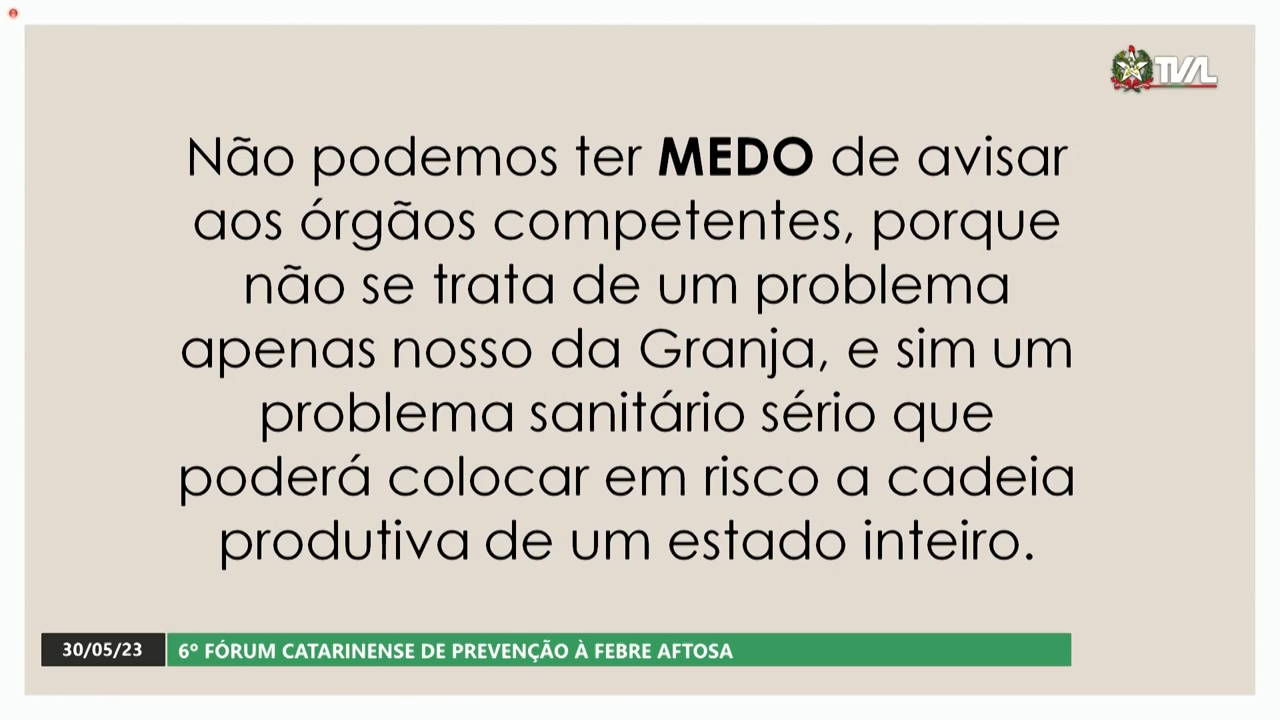 TVAL
Não podemos ter MEDO de avisar
aos órgãos competentes, porque
não se trata de um problema
apenas nosso da Granja, e sim um
problema sanitário sério que
poderá colocar em risco a cadeia
produtiva de um estado inteiro.
30/05/23 6º FÓRUM CATARINENSE DE PREVENÇÃO À FEBRE AFTOSA